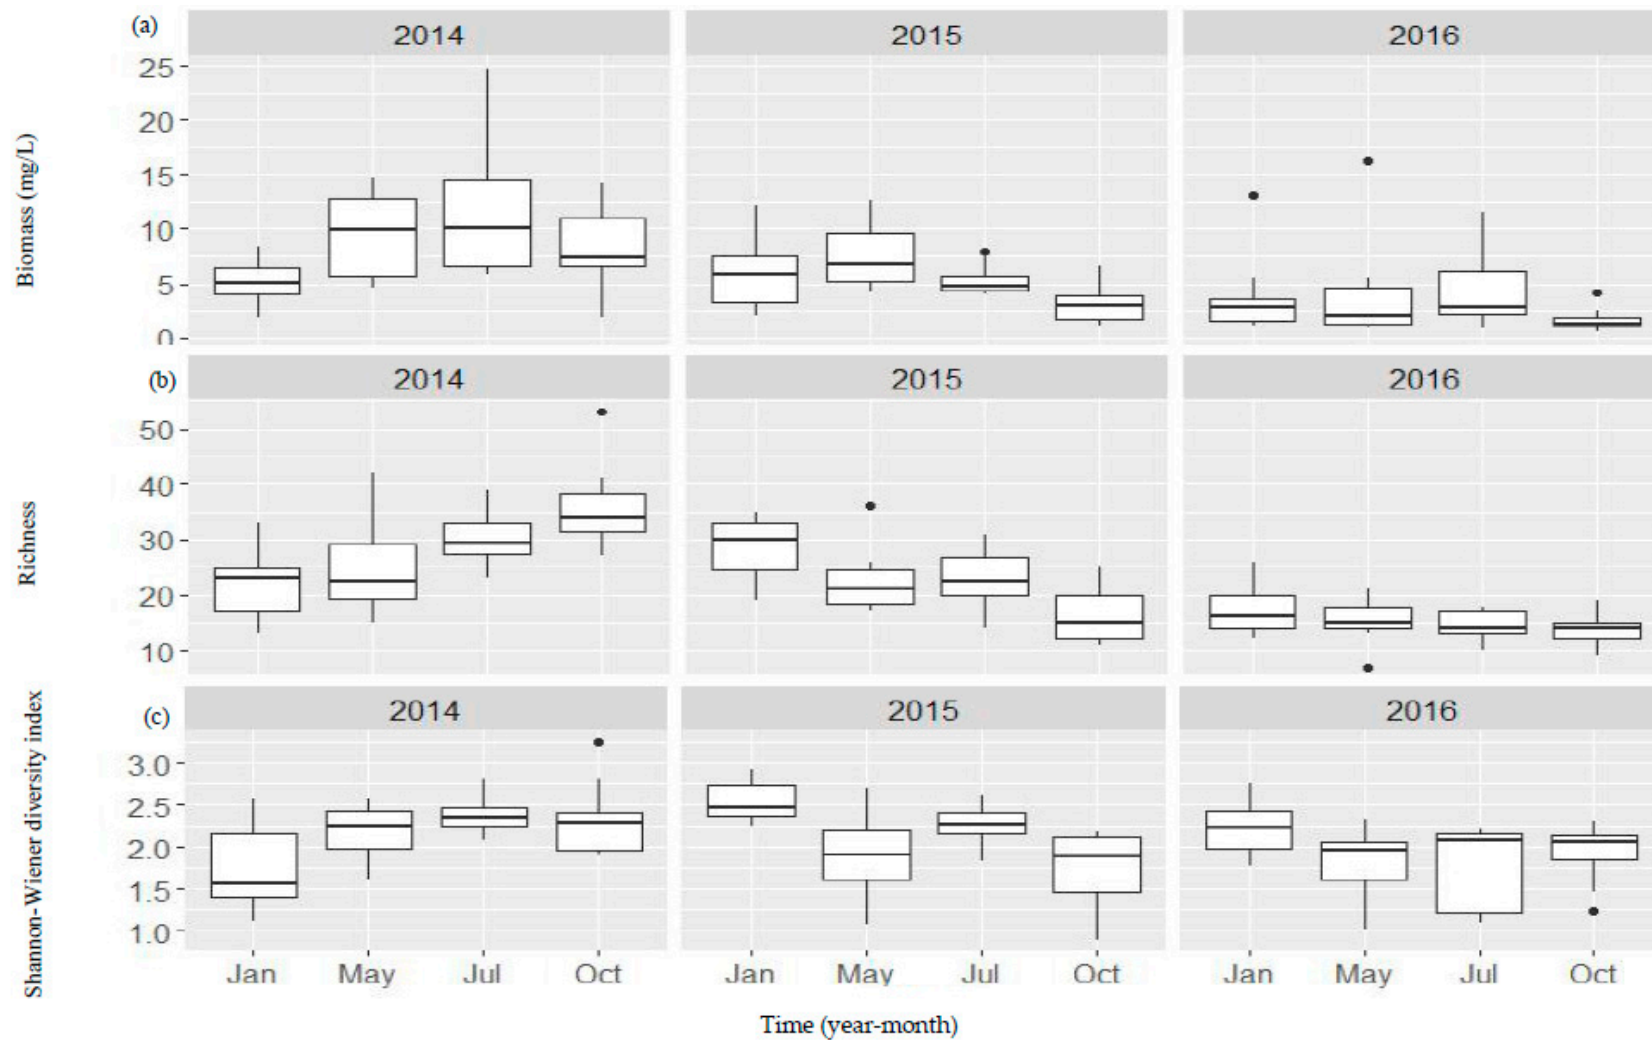 (a)
2014 2015 2016
25
20
15
10
5
0
Biomass (mg/L)
(b)
2014 2015 2016
50
40
30
20
10
Richness
(c)
2014 2015 2016
3.0
2.5
2.0
1.5
1.0
Shannon-Wiener diversity index
Jan May Jul Oct Jan May Jul Oct Jan May Jul Oct
Time (year-month)